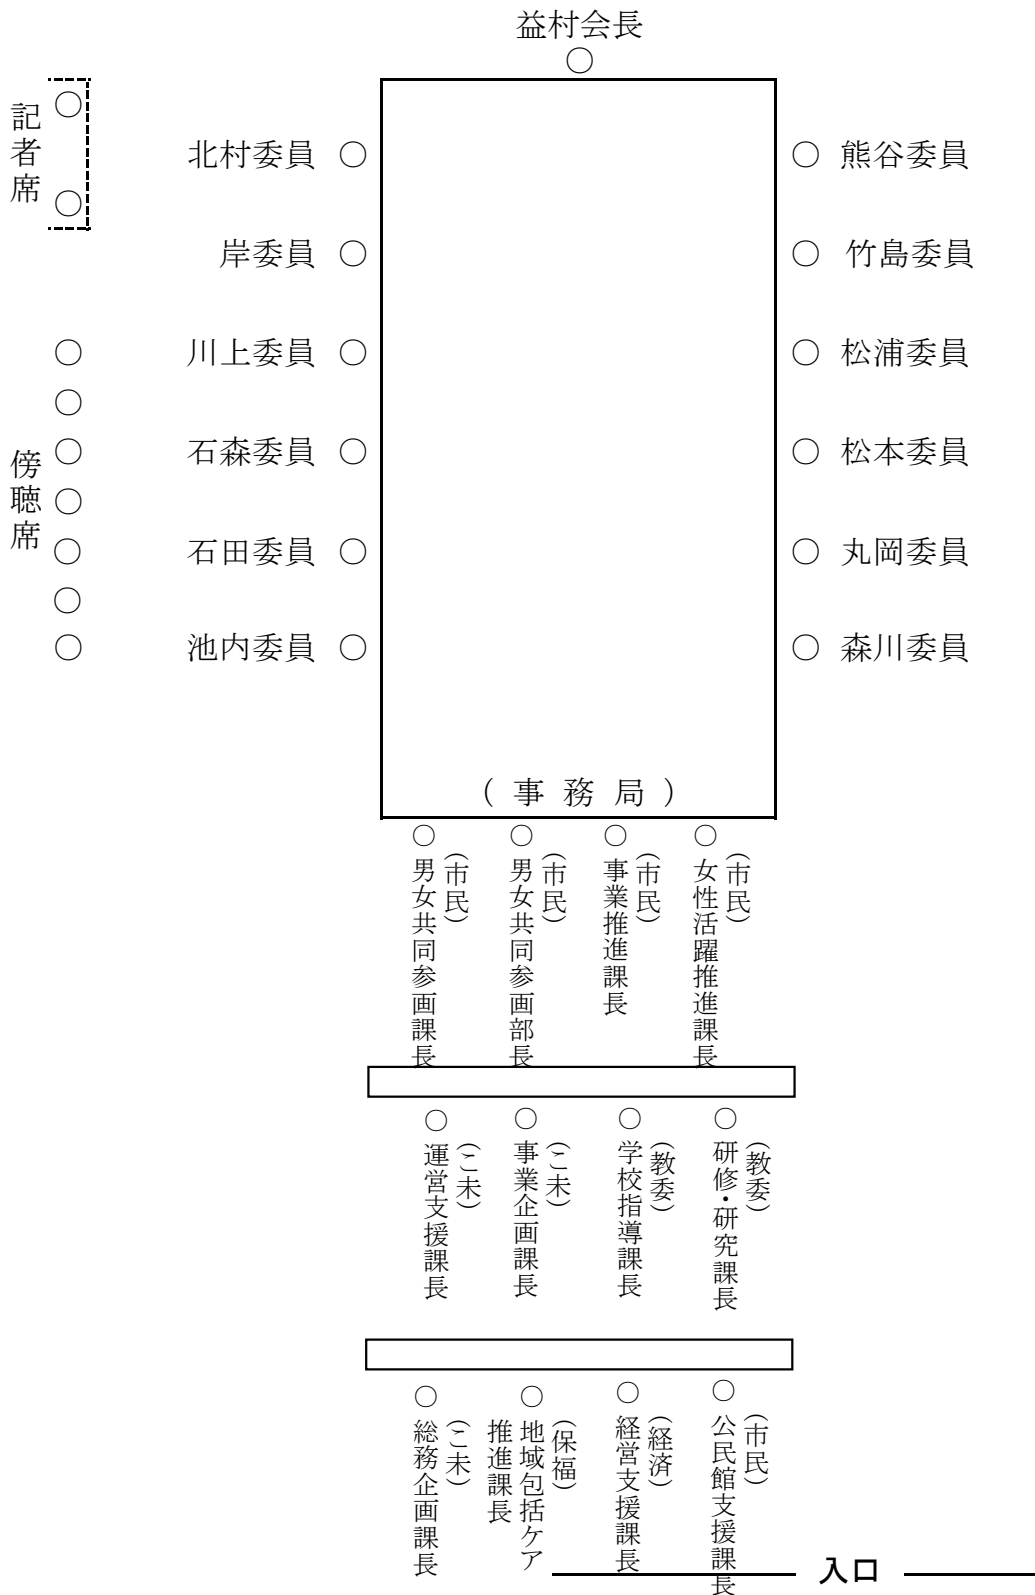 益村会長
○
記者席
○
○
北村委員 ○
○ 熊谷委員
岸委員 ○
○ 竹島委員
川上委員 ○
○ 松浦委員
石森委員 ○
○ 松本委員
石田委員 ○
○ 丸岡委員
池内委員 ○
○ 森川委員
傍聴席
○
○
○
○
○
○
○
(事務局)
○ 男女共同参画課長
(市民)
○ 男女共同参画部長
(市民)
○ 事業推進課長
(市民)
○ 女性活躍推進課長
(市民)
○ 運営支援課長
(こ未)
○ 事業企画課長
(こ未)
○ 学校指導課長
(教委)
○ 研修・研究課長
(教委)
○ 総務企画課長
(こ未)
○ 地域包括ケア
推進課長
(保福)
○ 経営支援課長
(経済)
○ 公民館支援課長
(市民)
入口